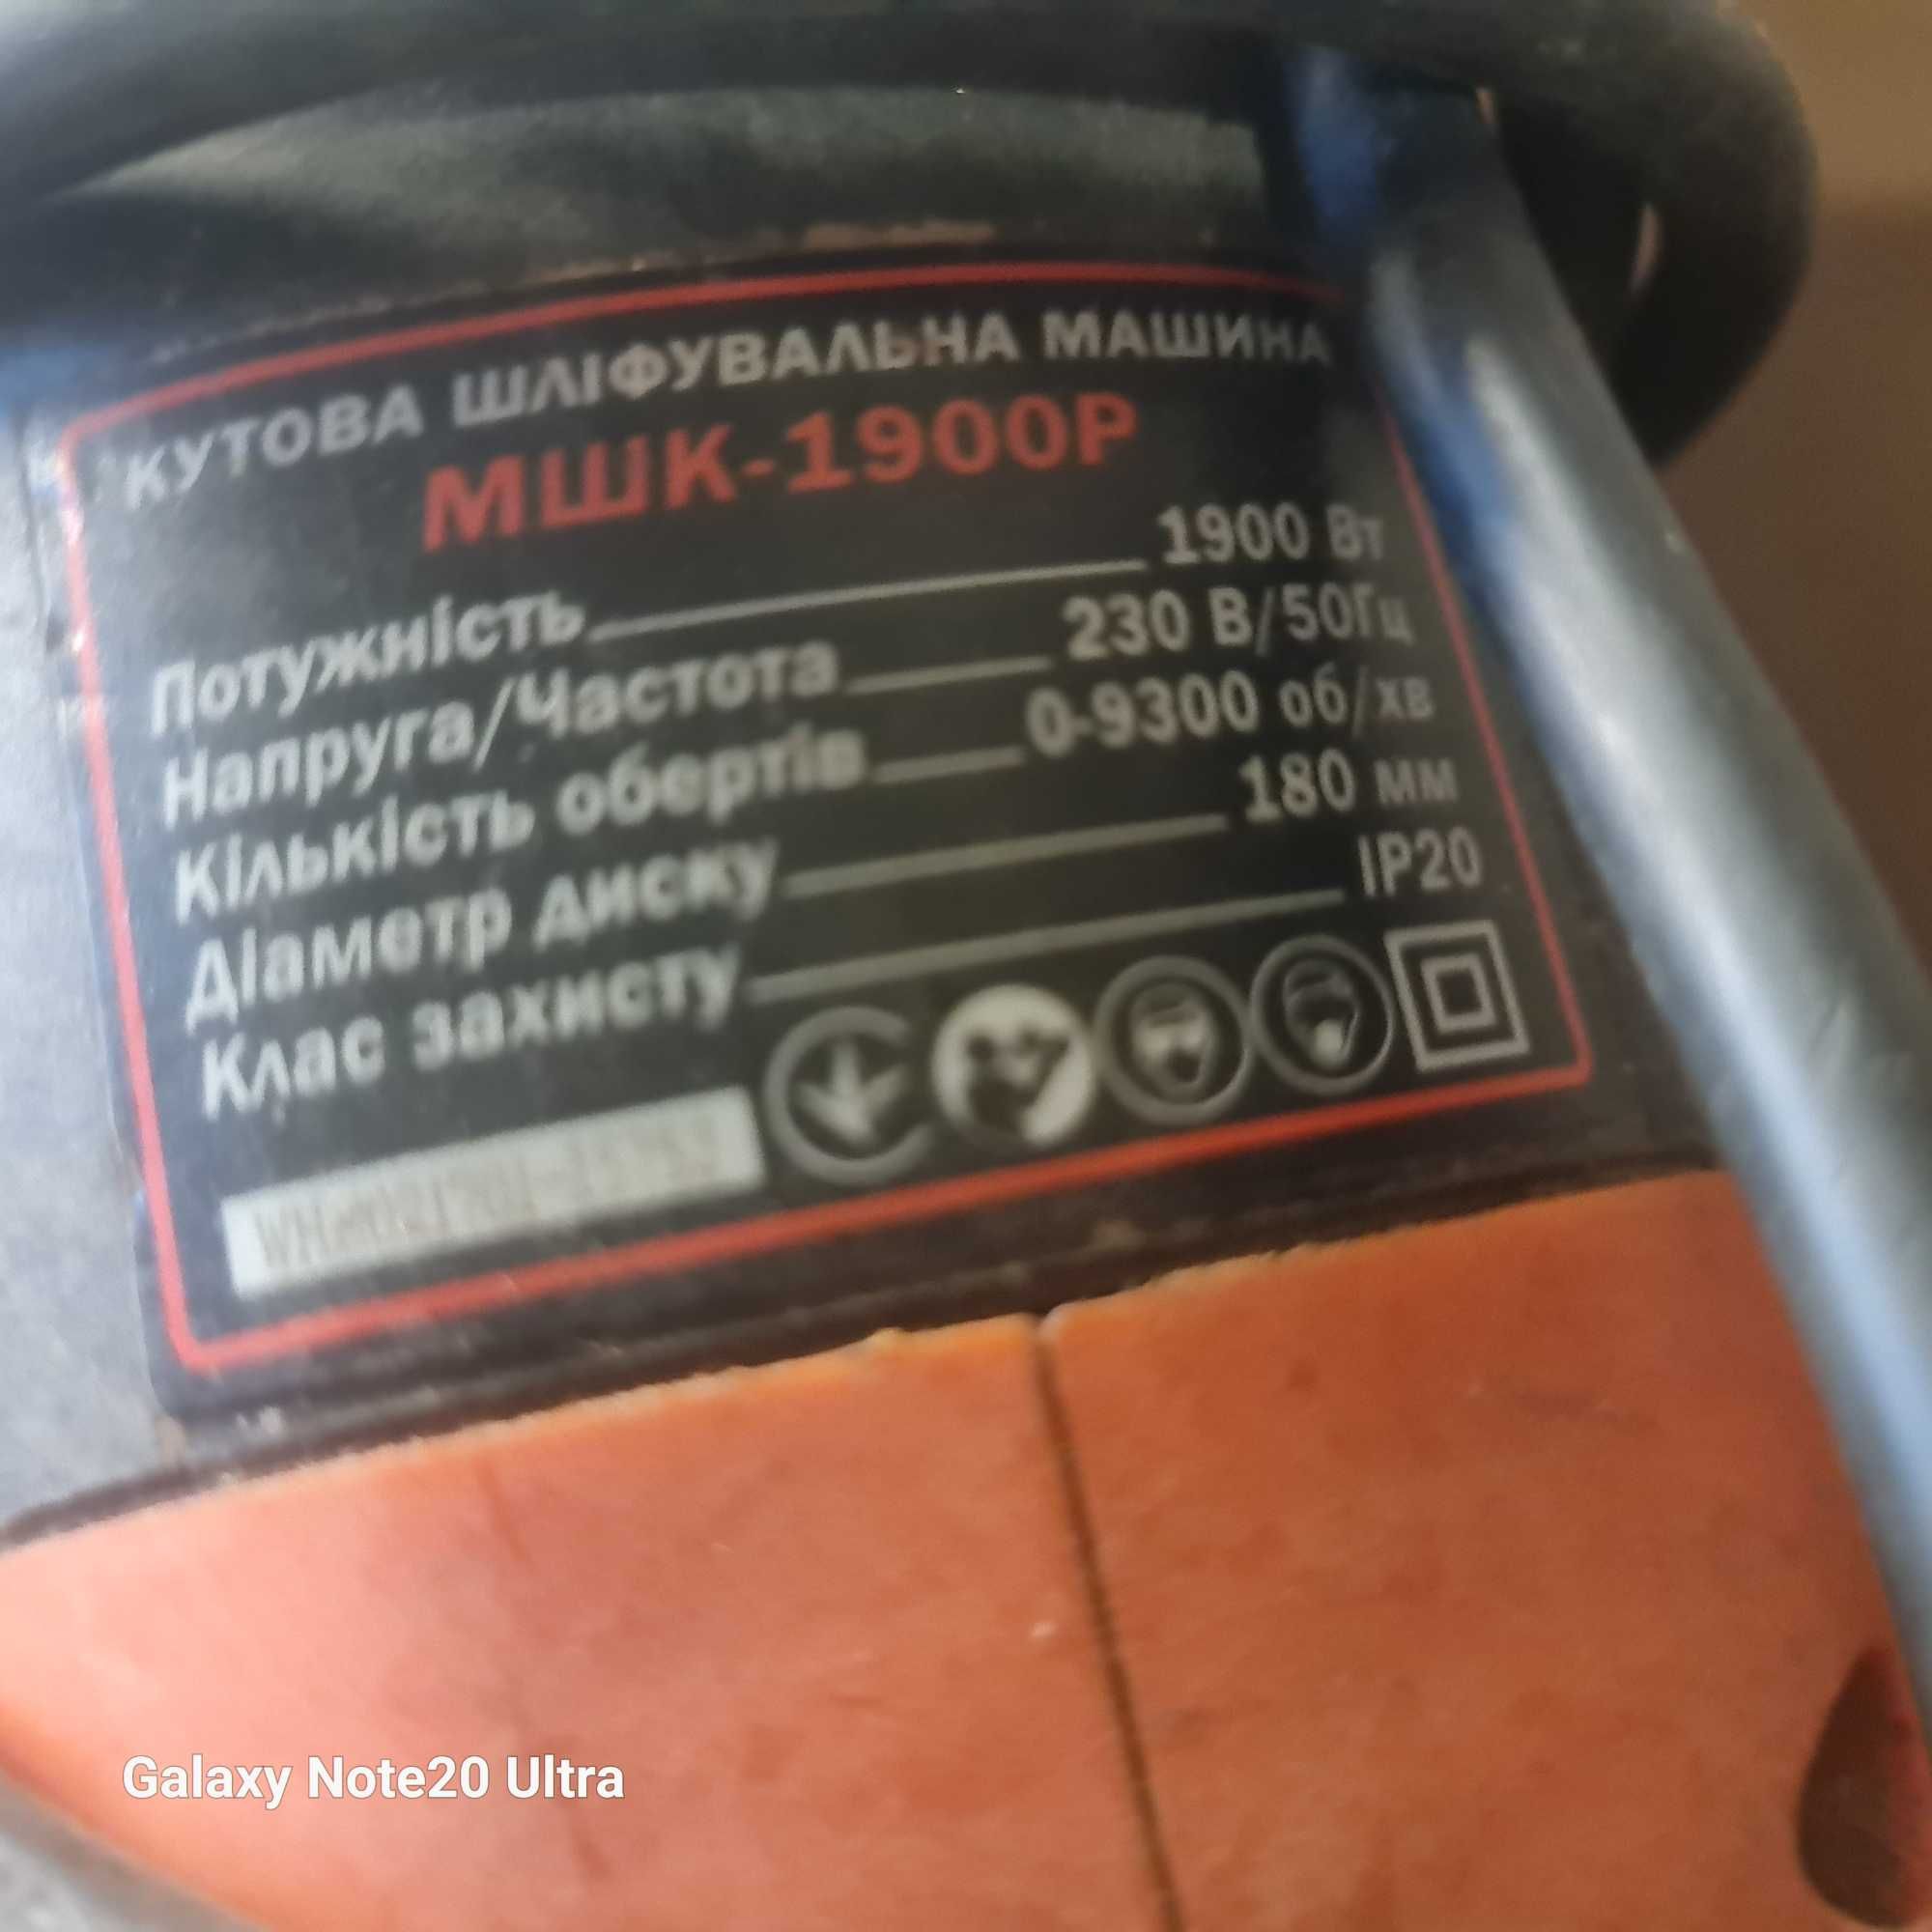 КУТОВА ШЛІФУВАЛЬНА МАШИНА
МШК-1900Р
Потужність 1900 Вт
Напруга/Частота 230 В/50Гц
Кількість обертів 0-9300 об/хв
Діаметр диску 180 мм
Клас захисту IP20
Galaxy Note20 Ultra